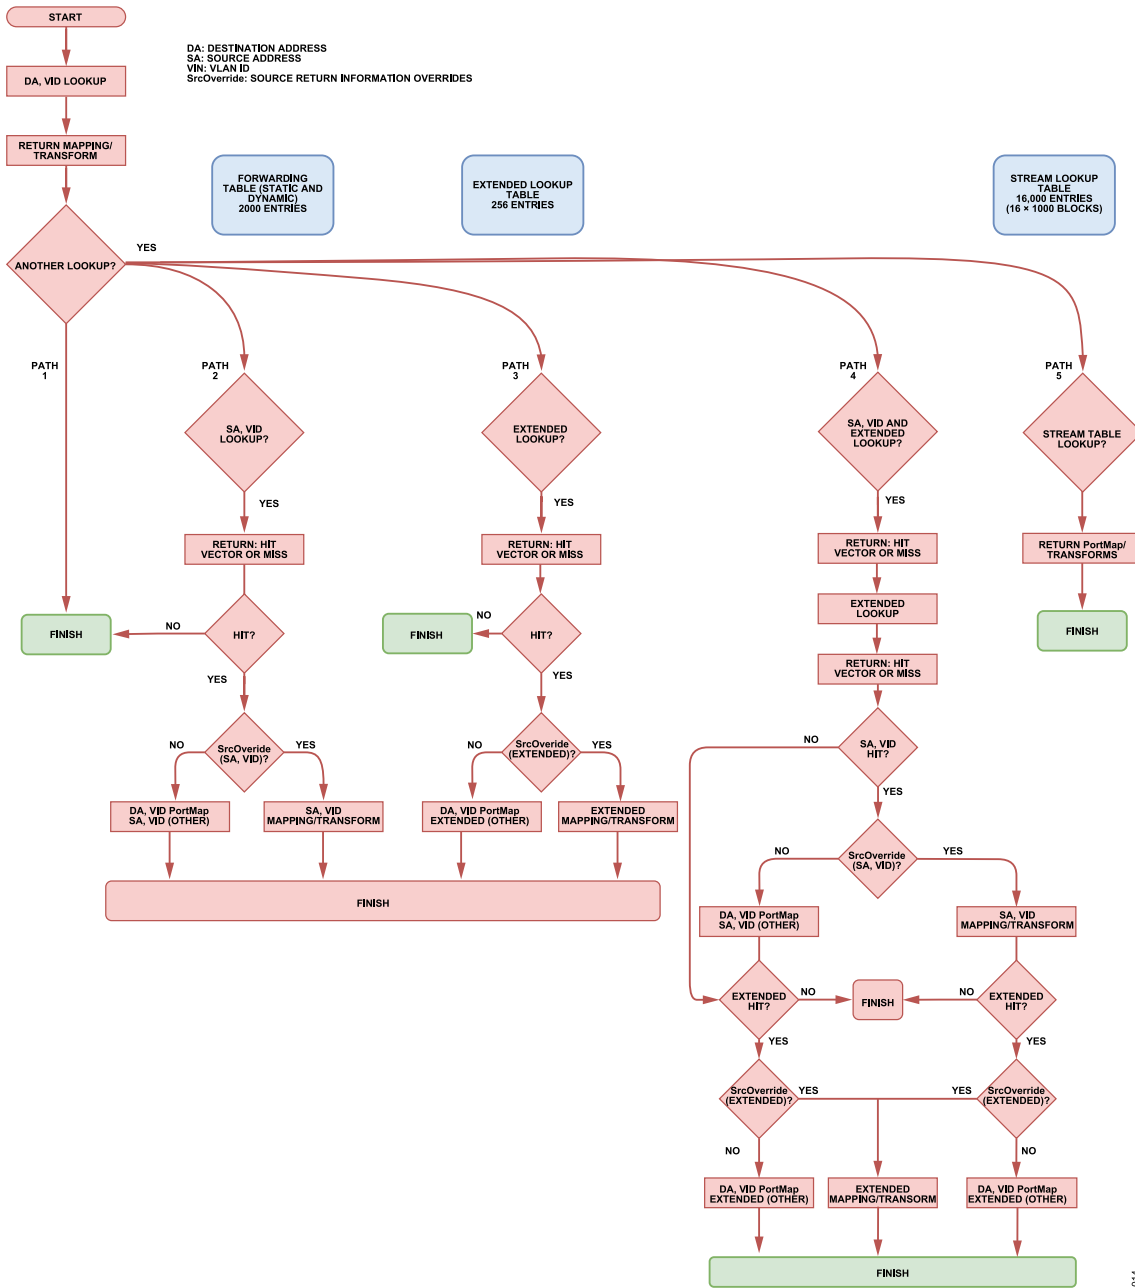 START
DA: DESTINATION ADDRESS
SA: SOURCE ADDRESS
VIN: VLAN ID
SrcOverride: SOURCE RETURN INFORMATION OVERRIDES
DA, VID LOOKUP
RETURN MAPPING/
TRANSFORM
FORWARDING
TABLE (STATIC AND
DYNAMIC)
2000 ENTRIES
EXTENDED LOOKUP
TABLE
256 ENTRIES
STREAM LOOKUP
TABLE
16,000 ENTRIES
(16 × 1000 BLOCKS)
ANOTHER LOOKUP?
YES
PATH
1
PATH
2
PATH
3
PATH
4
PATH
5
SA, VID
LOOKUP?
EXTENDED
LOOKUP?
SA, VID AND
EXTENDED
LOOKUP?
STREAM TABLE
LOOKUP?
YES
YES
YES
RETURN: HIT
VECTOR OR MISS
RETURN: HIT
VECTOR OR MISS
RETURN: HIT
VECTOR OR MISS
RETURN PortMap/
TRANSFORMS
EXTENDED
LOOKUP
FINISH
NO
HIT?
FINISH
NO
HIT?
FINISH
YES
YES
RETURN: HIT
VECTOR OR MISS
NO
SrcOveride
(SA, VID)?
YES
NO
SrcOveride
(EXTENDED)?
YES
NO
SA, VID
HIT?
YES
DA, VID PortMap
SA, VID (OTHER)
SA, VID
MAPPING/TRANSFORM
DA, VID PortMap
EXTENDED (OTHER)
EXTENDED
MAPPING/TRANSFORM
NO
SrcOverride
(SA, VID)?
YES
FINISH
DA, VID PortMap
SA, VID (OTHER)
SA, VID
MAPPING/TRANSFORM
EXTENDED
HIT?
NO
FINISH
NO
EXTENDED
HIT?
YES
YES
SrcOverride
(EXTENDED)?
YES
YES
SrcOverride
(EXTENDED)?
NO
NO
DA, VID PortMap
EXTENDED (OTHER)
EXTENDED
MAPPING/TRANSORM
DA, VID PortMap
EXTENDED (OTHER)
FINISH